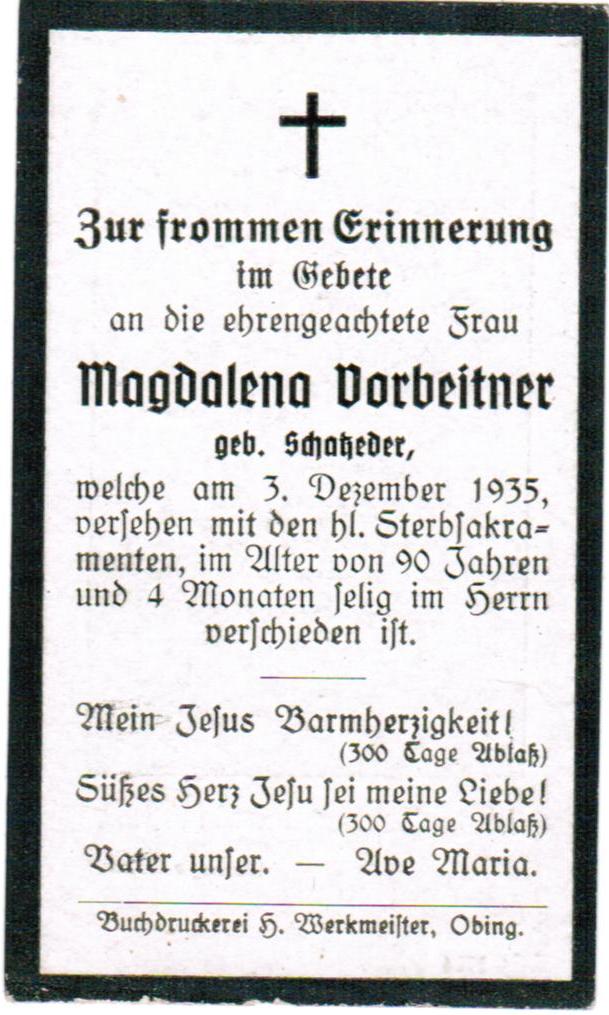 Zur frommen Erinnerung
im Gebete
an die ehrengeachtete Frau
Magdalena Vorbeitner
geb. Schatzeder,
welche am 3. Dezember 1935,
versehen mit den hl. Sterbsakra-
menten, im Alter von 90 Jahren
und 4 Monaten selig im Herrn
verschieden ist.
Mein Jesus Barmherzigkeit!
(300 Tage Ablaß)
Süßes Herz Jesu sei meine Liebe!
(300 Tage Ablaß)
Vater unser. — Ave Maria.
Buchdruckerei H. Werkmeister, Obing.